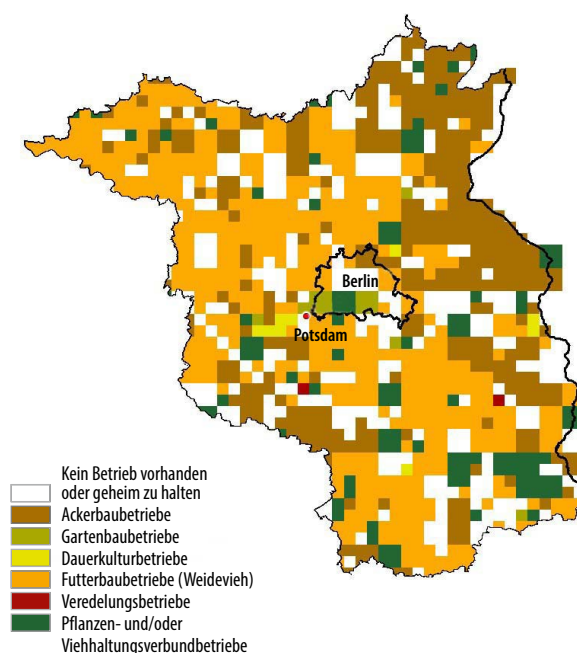 Berlin
Potsdam
Kein Betrieb vorhanden
oder geheim zu halten
Ackerbaubetriebe
Gartenbaubetriebe
Dauerkulturbetriebe
Futterbaubetriebe (Weidevieh)
Veredelungsbetriebe
Pflanzen- und/oder
Viehhaltungsverbundbetriebe